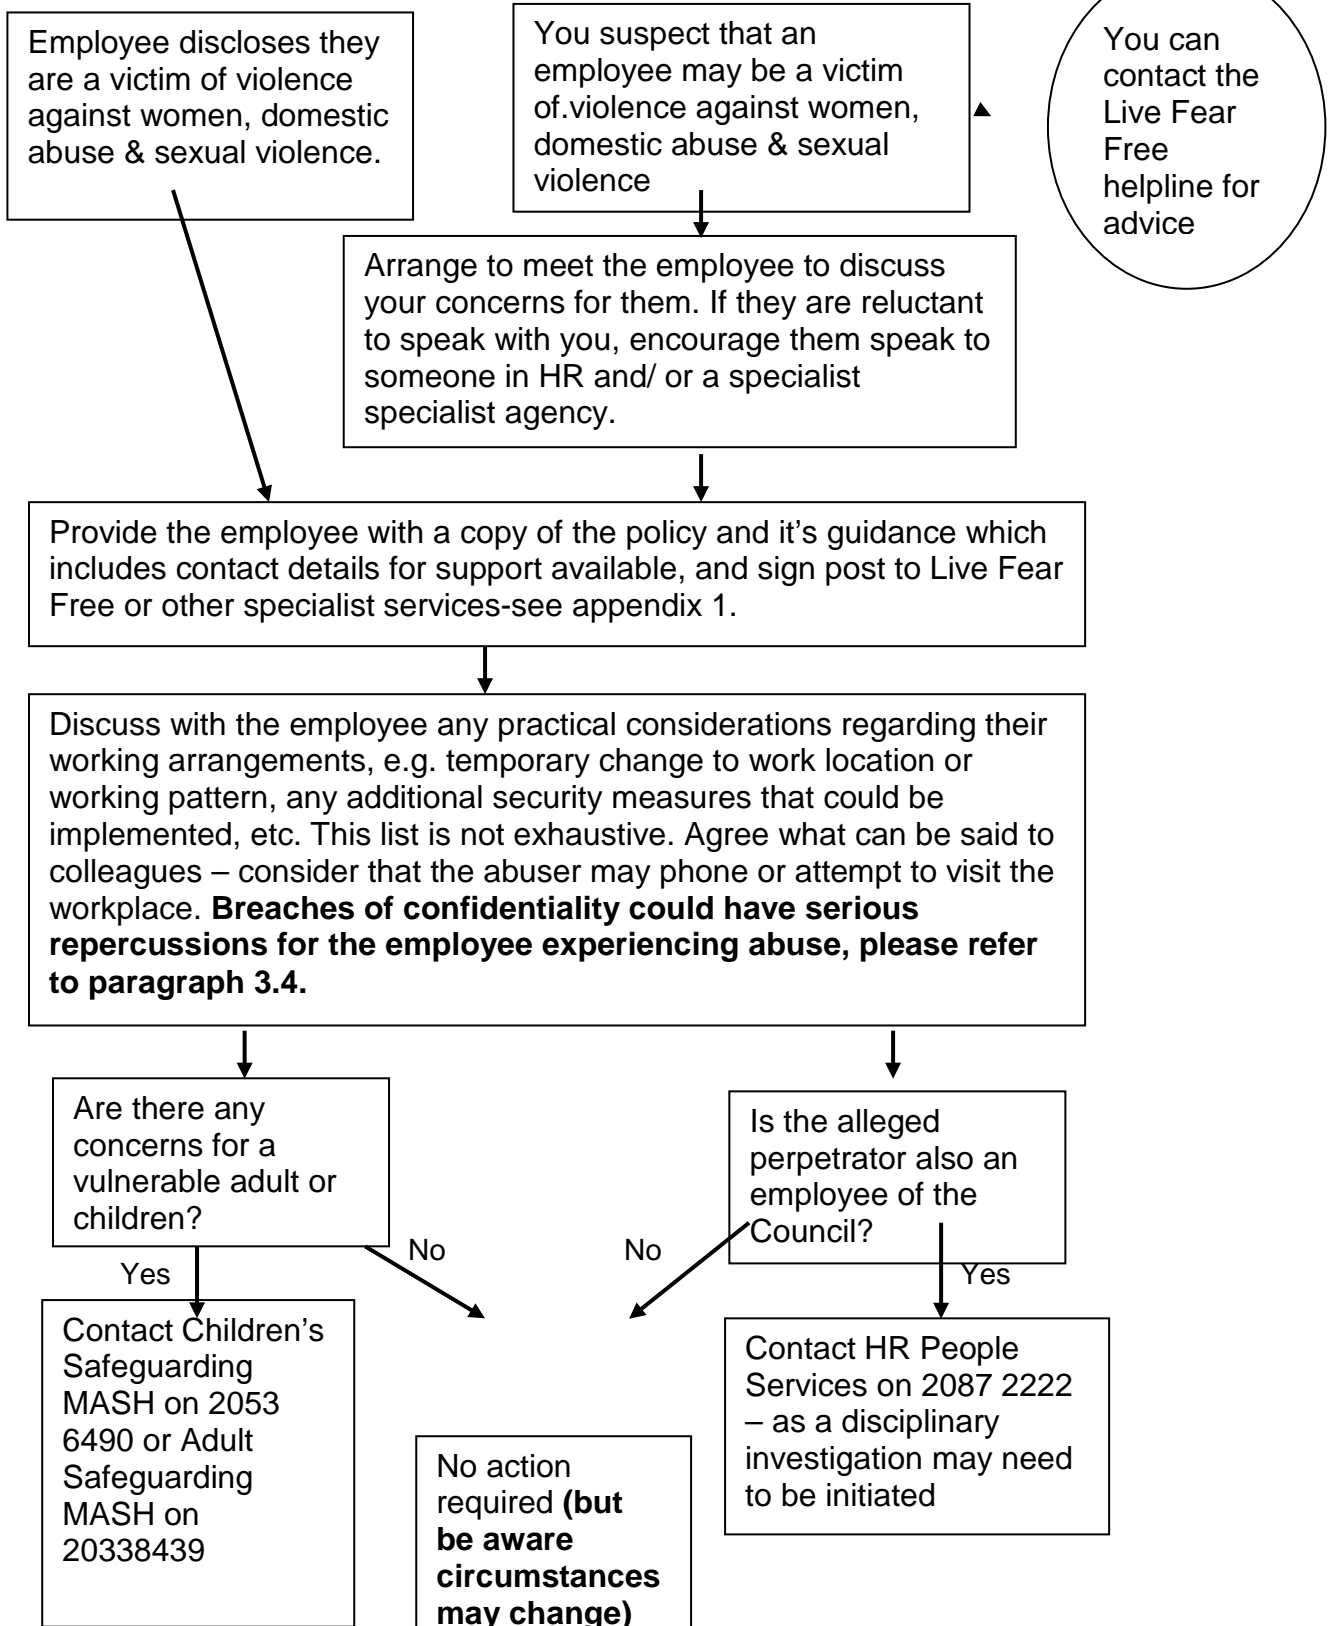 Employee discloses they
are a victim of violence
against women, domestic
abuse & sexual violence.
You suspect that an
employee may be a victim
of.violence against women,
domestic abuse & sexual
violence
You can
contact the
Live Fear
Free
helpline for
advice
Arrange to meet the employee to discuss
your concerns for them. If they are reluctant
to speak with you, encourage them speak to
someone in HR and/ or a specialist
specialist agency.
Provide the employee with a copy of the policy and it’s guidance which
includes contact details for support available, and sign post to Live Fear
Free or other specialist services-see appendix 1.
Discuss with the employee any practical considerations regarding their
working arrangements, e.g. temporary change to work location or
working pattern, any additional security measures that could be
implemented, etc. This list is not exhaustive. Agree what can be said to
colleagues – consider that the abuser may phone or attempt to visit the
workplace. Breaches of confidentiality could have serious
repercussions for the employee experiencing abuse, please refer
to paragraph 3.4.
Are there any
concerns for a
vulnerable adult or
children?
Is the alleged
perpetrator also an
employee of the
Council?
Yes
No
No
Yes
Contact Children’s
Safeguarding
MASH on 2053
6490 or Adult
Safeguarding
MASH on
20338439
No action
required (but
be aware
circumstances
may change)
Contact HR People
Services on 2087 2222
– as a disciplinary
investigation may need
to be initiated